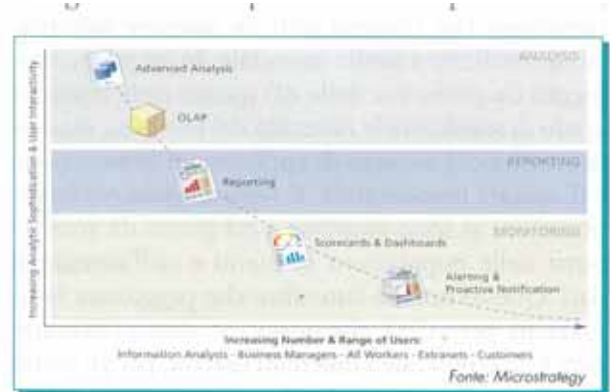 Increasing Analytic Sophistication & User Interactivity
ANALYSIS
Advanced Analysis
OLAP
REPORTING
Reporting
MONITORING
Scorecards & Dashboards
Alerting &
Proactive Notification
Increasing Number & Range of Users:
Information Analysts - Business Managers - All Workers - Extranets - Customers
Fonte: Microstrategy